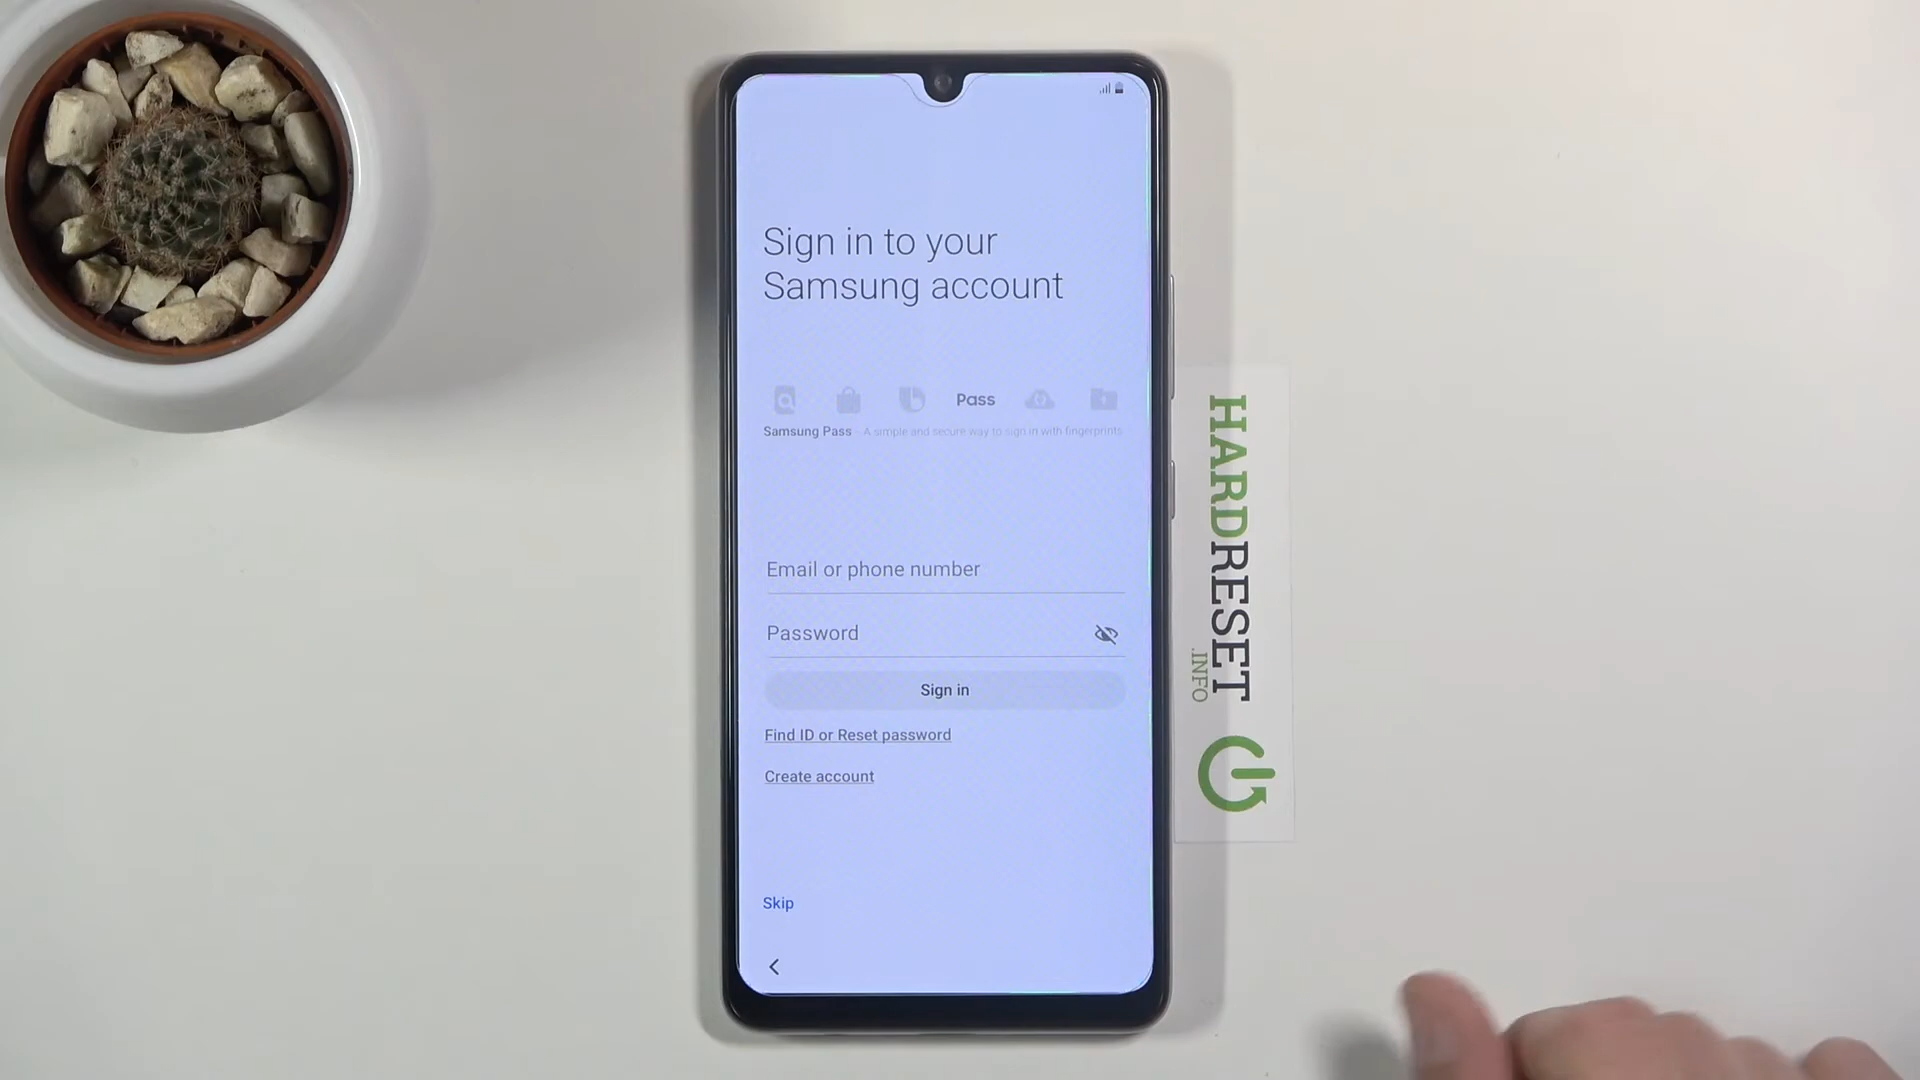 Sign in to your
Samsung account
Pass
Samsung Pass - A simple and secure way to sign in with fingerprints
Email or phone number
Password
Sign in
Find ID or Reset password
Create account
Skip
HARDRESET
.INFO